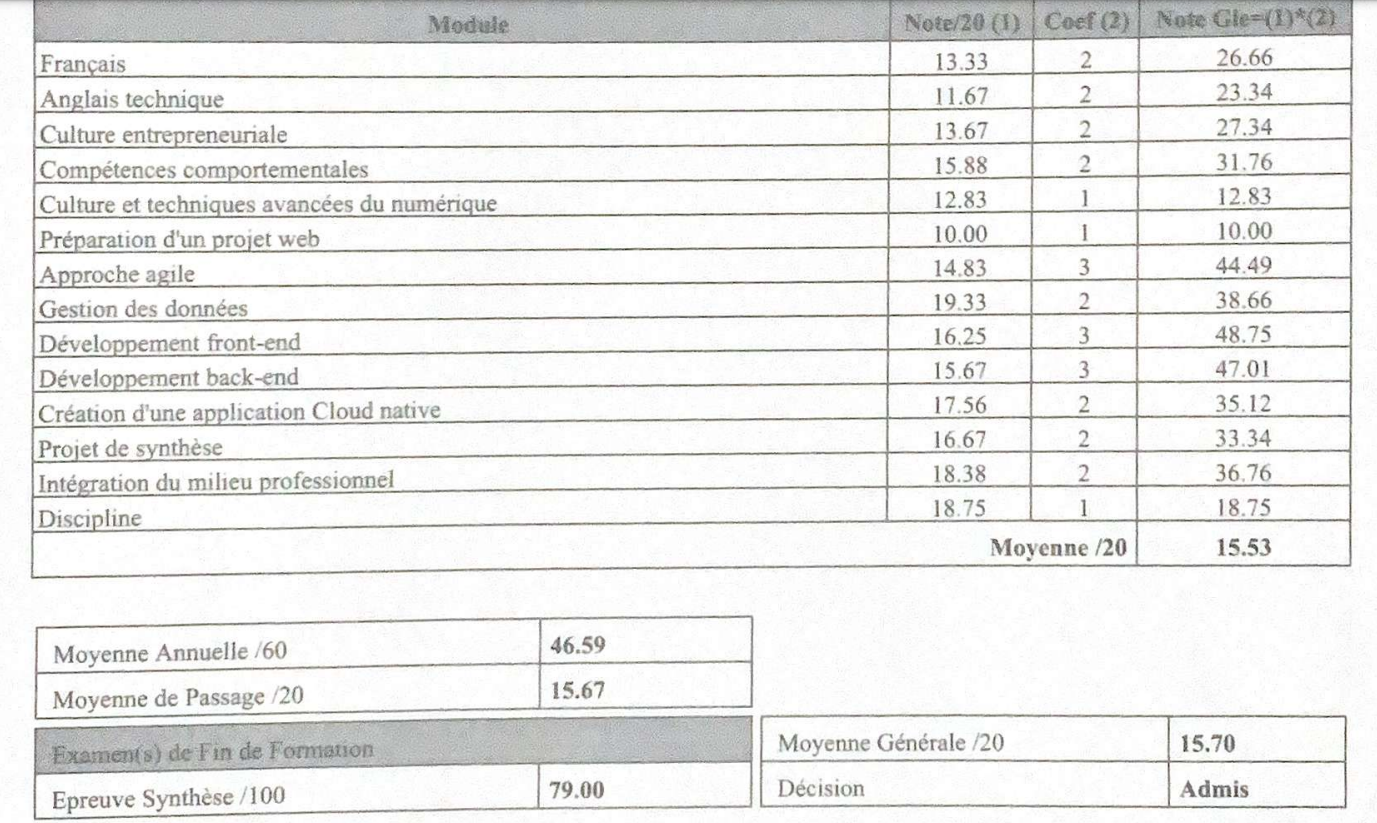 Module Note/20 (1) Coef (2) Note Gle=(1)*(2)
Français 13.33 2 26.66
Anglais technique 11.67 2 23.34
Culture entrepreneuriale 13.67 2 27.34
Compétences comportementales 15.88 2 31.76
Culture et techniques avancées du numérique 12.83 1 12.83
Préparation d'un projet web 10.00 1 10.00
Approche agile 14.83 3 44.49
Gestion des données 19.33 2 38.66
Développement front-end 16.25 3 48.75
Développement back-end 15.67 3 47.01
Création d'une application Cloud native 17.56 2 35.12
Projet de synthèse 16.67 2 33.34
Intégration du milieu professionnel 18.38 2 36.76
Discipline 18.75 1 18.75
Moyenne /20 15.53
Moyenne Annuelle /60 46.59
Moyenne de Passage /20 15.67
Examen(s) de Fin de Formation
Epreuve Synthèse /100 79.00
Moyenne Générale /20 15.70
Décision Admis